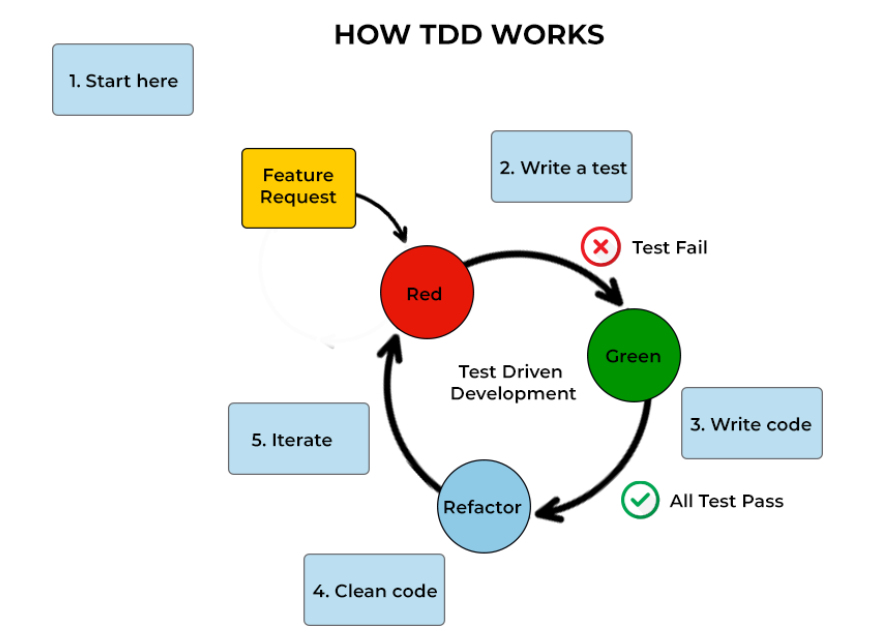 HOW TDD WORKS
1. Start here
Feature
Request
2. Write a test
Test Fail
Red
Green
Test Driven
Development
3. Write code
5. Iterate
All Test Pass
Refactor
4. Clean code